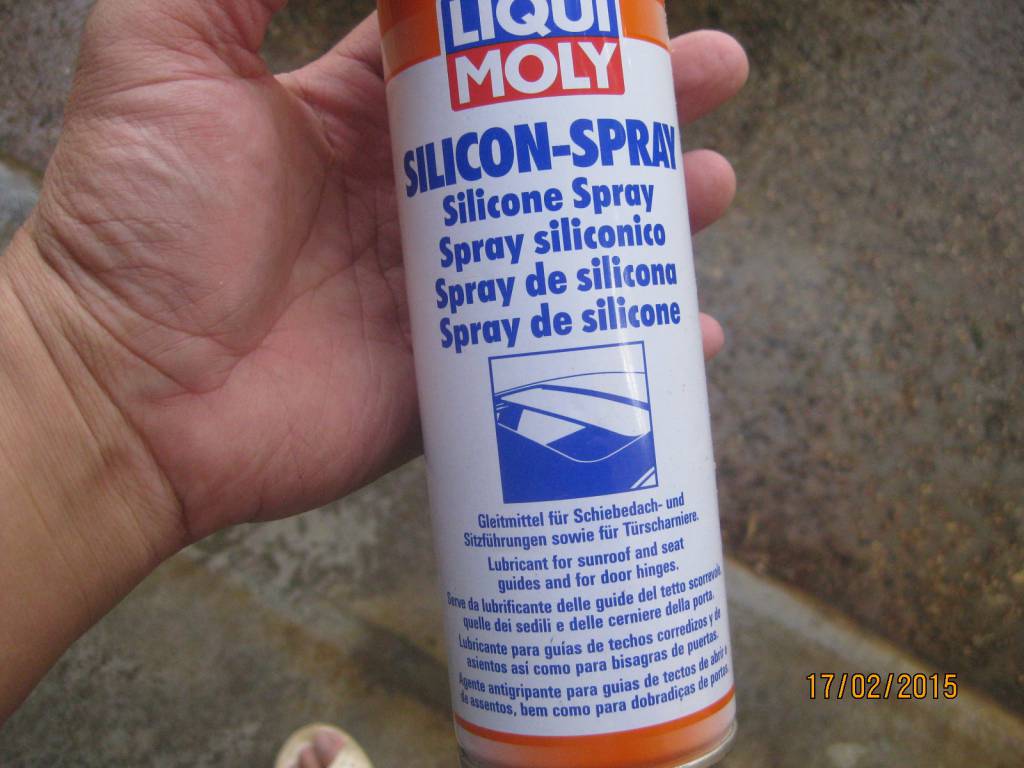 LIQUI
MOLY
SILICON-SPRAY
Silicone Spray
Spray siliconico
Spray de silicona
Spray de silicone
Gleitmittel für Schiebedach- und
Sitzführungen sowie für Türscharniere.
Lubricant for sunroof and seat
guides and for door hinges.
Serve da lubrificante delle guide del tetto scorrevole,
quelle dei sedili e delle cerniere della porta.
Lubricante para guías de techos corredizos y de
asientos así como para bisagras de puertas.
Agente antigripante para guias de tectos de abrir e
de assentos, bem como para dobradiças de portas.
17/02/2015